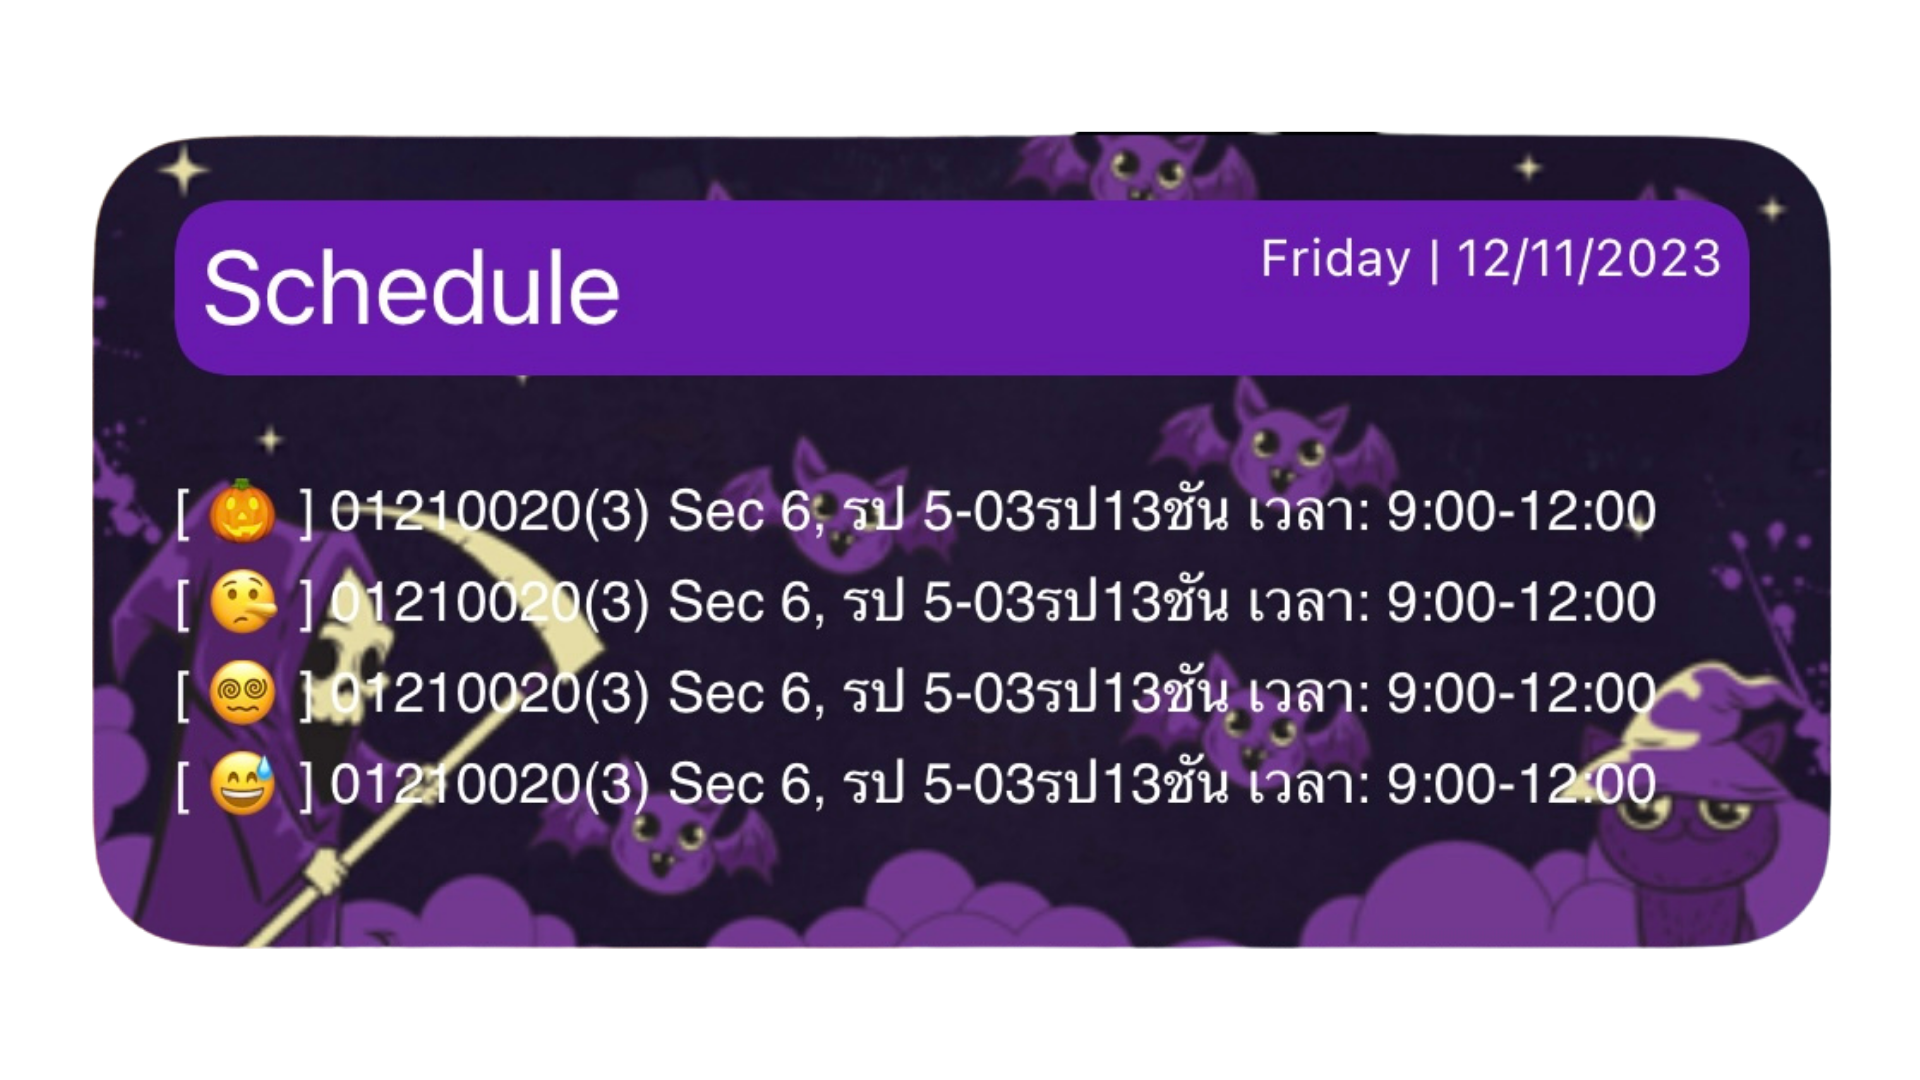 Schedule
Friday | 12/11/2023
[ 🎃 ] 01210020(3) Sec 6, รป 5-03รป13ชัน เวลา: 9:00-12:00
[ 🤥 ] 01210020(3) Sec 6, รป 5-03รป13ชัน เวลา: 9:00-12:00
[ 😵‍💫 ] 01210020(3) Sec 6, รป 5-03รป13ชัน เวลา: 9:00-12:00
[ 😅 ] 01210020(3) Sec 6, รป 5-03รป13ชัน เวลา: 9:00-12:00